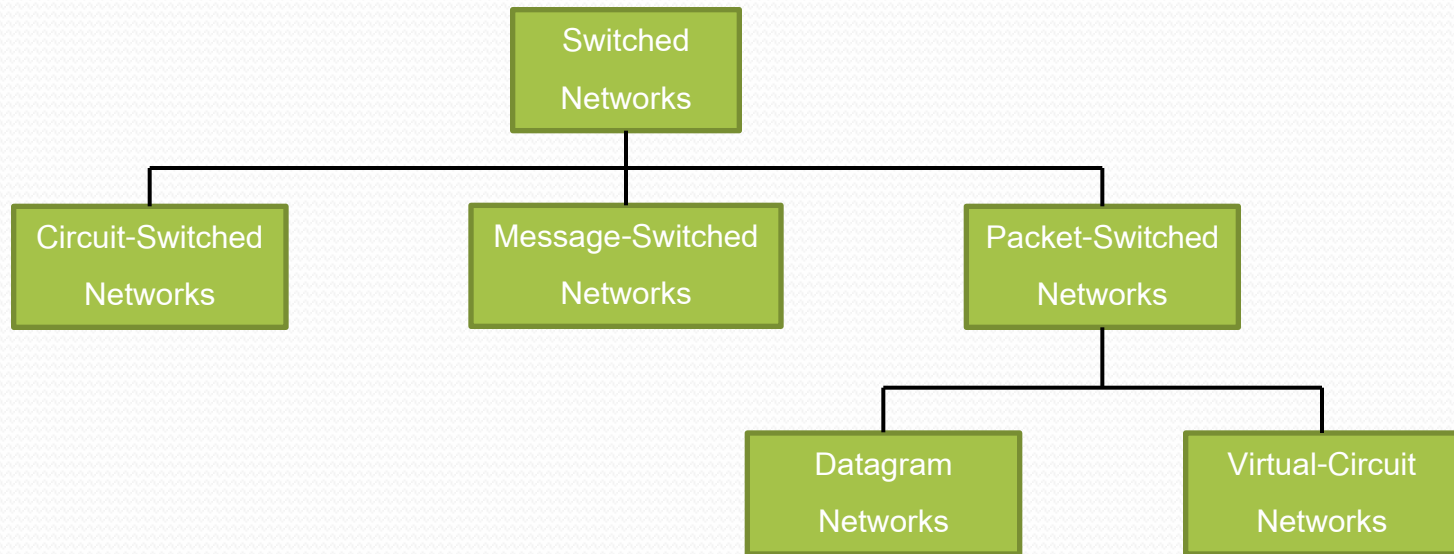 Switched
Networks
Circuit-Switched
Networks
Message-Switched
Networks
Packet-Switched
Networks
Datagram
Networks
Virtual-Circuit
Networks